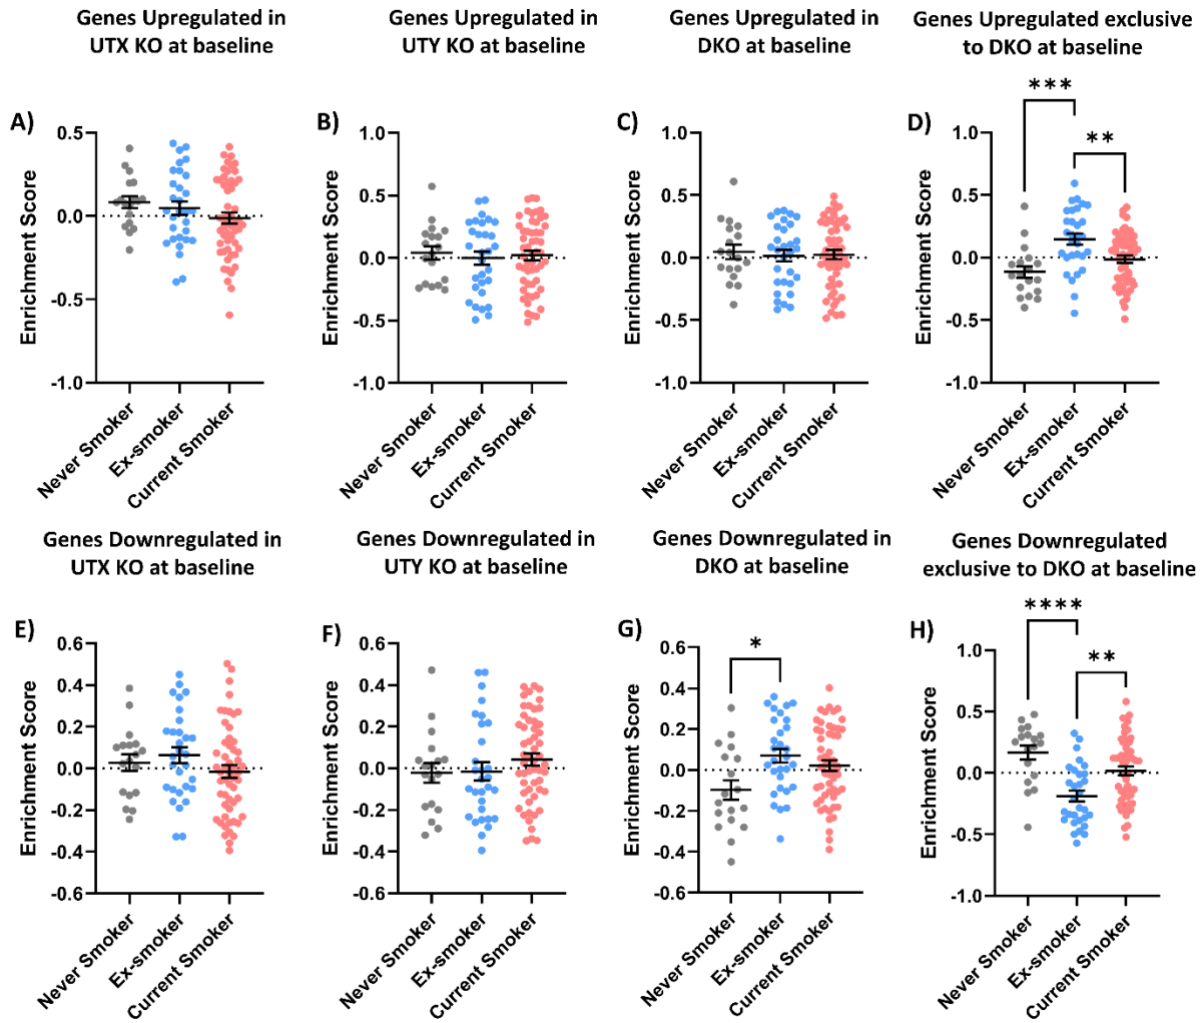 Genes Upregulated in
UTX KO at baseline
Genes Upregulated in
UTY KO at baseline
Genes Upregulated in
DKO at baseline
Genes Upregulated exclusive
to DKO at baseline
A)
Enrichment Score
0.5
0.0
-0.5
-1.0
Never Smoker
Ex-smoker
Current Smoker
B)
Enrichment Score
1.0
0.5
0.0
-0.5
-1.0
Never Smoker
Ex-smoker
Current Smoker
C)
Enrichment Score
1.0
0.5
0.0
-0.5
-1.0
Never Smoker
Ex-smoker
Current Smoker
D)
***
**
Enrichment Score
1.0
0.5
0.0
-0.5
-1.0
Never Smoker
Ex-smoker
Current Smoker
Genes Downregulated in
UTX KO at baseline
Genes Downregulated in
UTY KO at baseline
Genes Downregulated in
DKO at baseline
Genes Downregulated
exclusive to DKO at baseline
E)
Enrichment Score
0.6
0.4
0.2
0.0
-0.2
-0.4
-0.6
Never Smoker
Ex-smoker
Current Smoker
F)
Enrichment Score
0.6
0.4
0.2
0.0
-0.2
-0.4
-0.6
Never Smoker
Ex-smoker
Current Smoker
G)
*
Enrichment Score
0.6
0.4
0.2
0.0
-0.2
-0.4
-0.6
Never Smoker
Ex-smoker
Current Smoker
H)
****
**
Enrichment Score
1.0
0.5
0.0
-0.5
-1.0
Never Smoker
Ex-smoker
Current Smoker